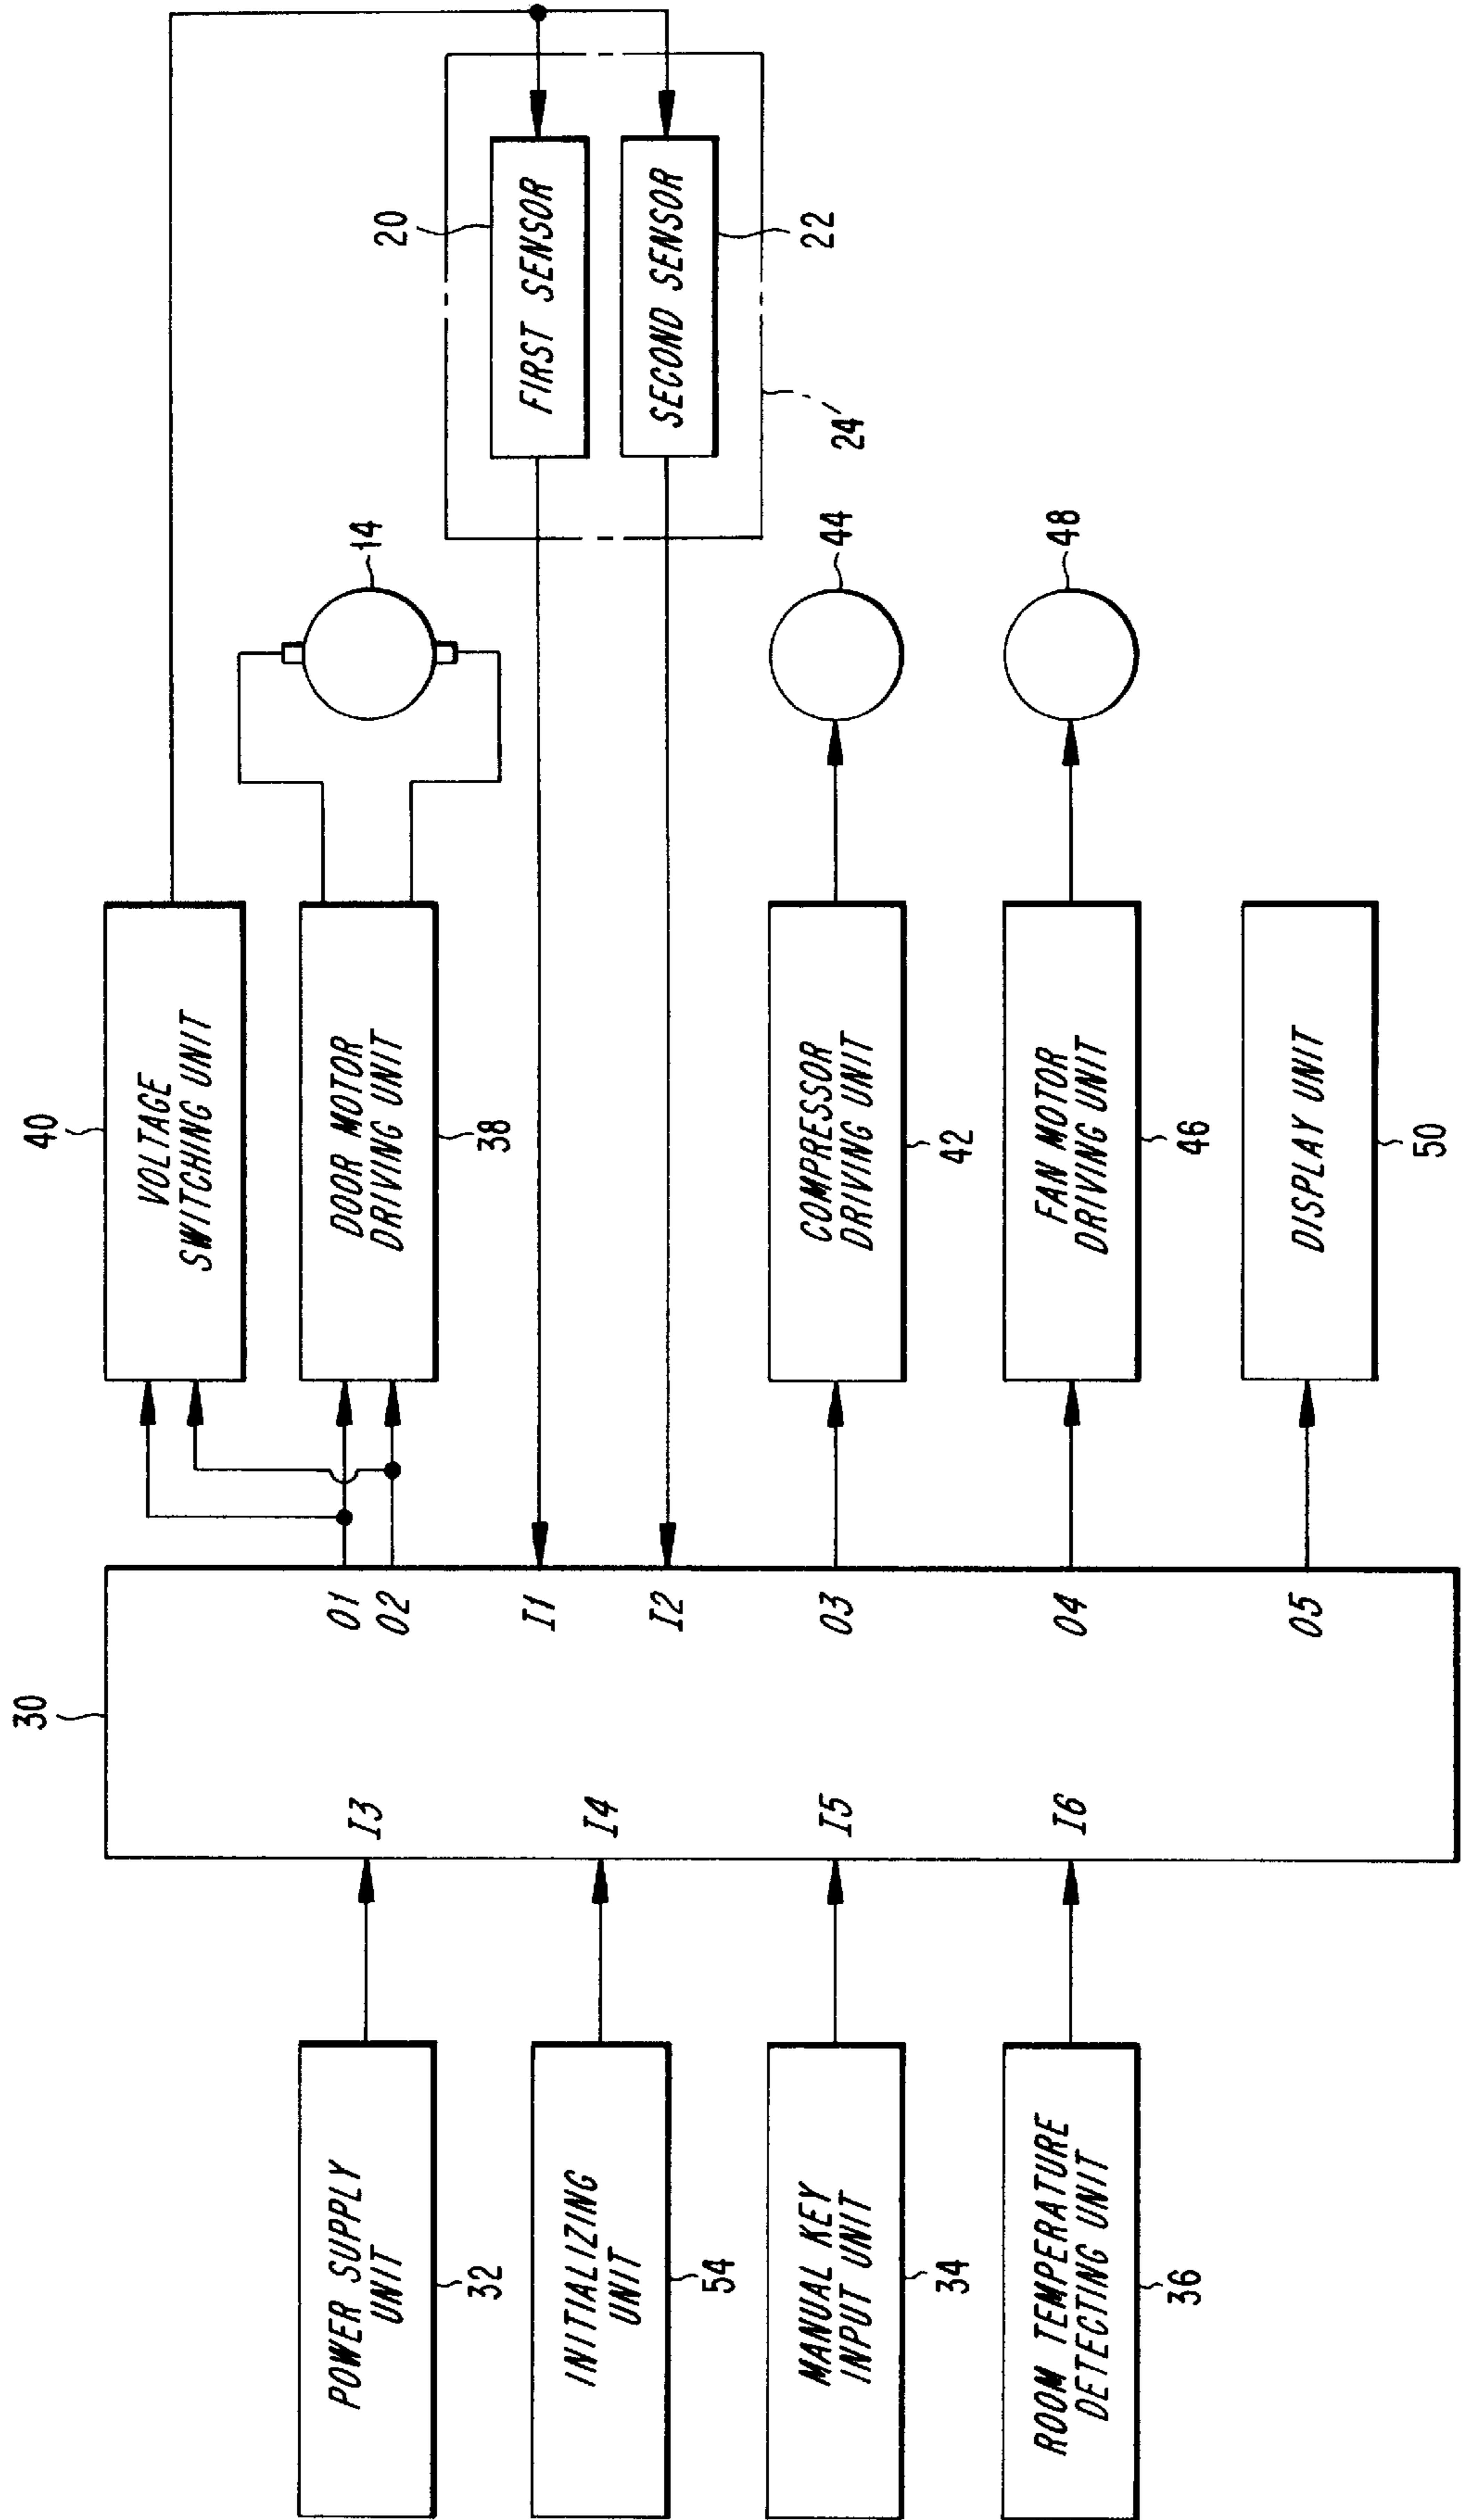 30
I3
I4
I5
I6
O1
O2
I1
I2
O3
O4
O5
POWER SUPPLY
UNIT
32
INITIALIZING
UNIT
54
MANUAL KEY
INPUT UNIT
34
ROOM TEMPERATURE
DETECTING UNIT
36
40
VOLTAGE
SWITCHING UNIT
DOOR MOTOR
DRIVING UNIT
38
COMPRESSOR
DRIVING UNIT
42
FAN MOTOR
DRIVING UNIT
46
DISPLAY UNIT
50
14
20
FIRST SENSOR
SECOND SENSOR
22
24'
44
48